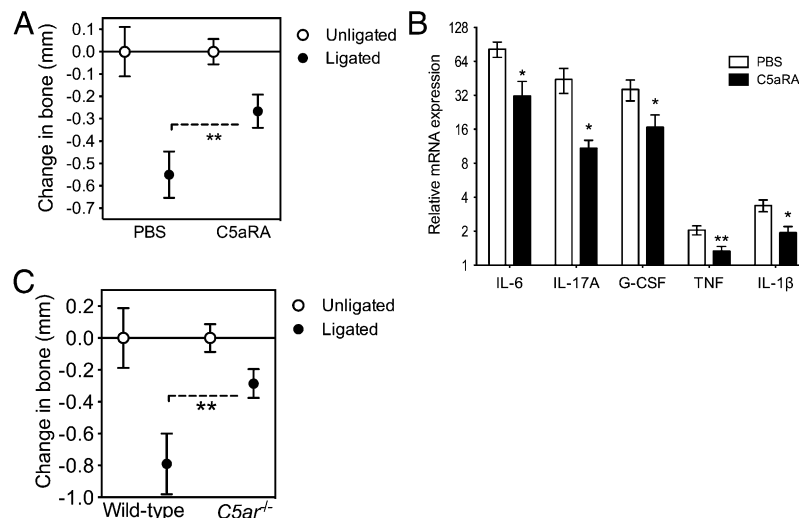 A
Change in bone (mm)
0.1
0.0
-0.1
-0.2
-0.3
-0.4
-0.5
-0.6
-0.7
**
PBS
C5aRA
Unligated
Ligated
B
Relative mRNA expression
128
64
32
16
8
4
2
1
*
*
*
**
*
IL-6
IL-17A
G-CSF
TNF
IL-1β
PBS
C5aRA
C
Change in bone (mm)
0.2
0.0
-0.2
-0.4
-0.6
-0.8
-1.0
**
Wild-type
C5ar-/-
Unligated
Ligated